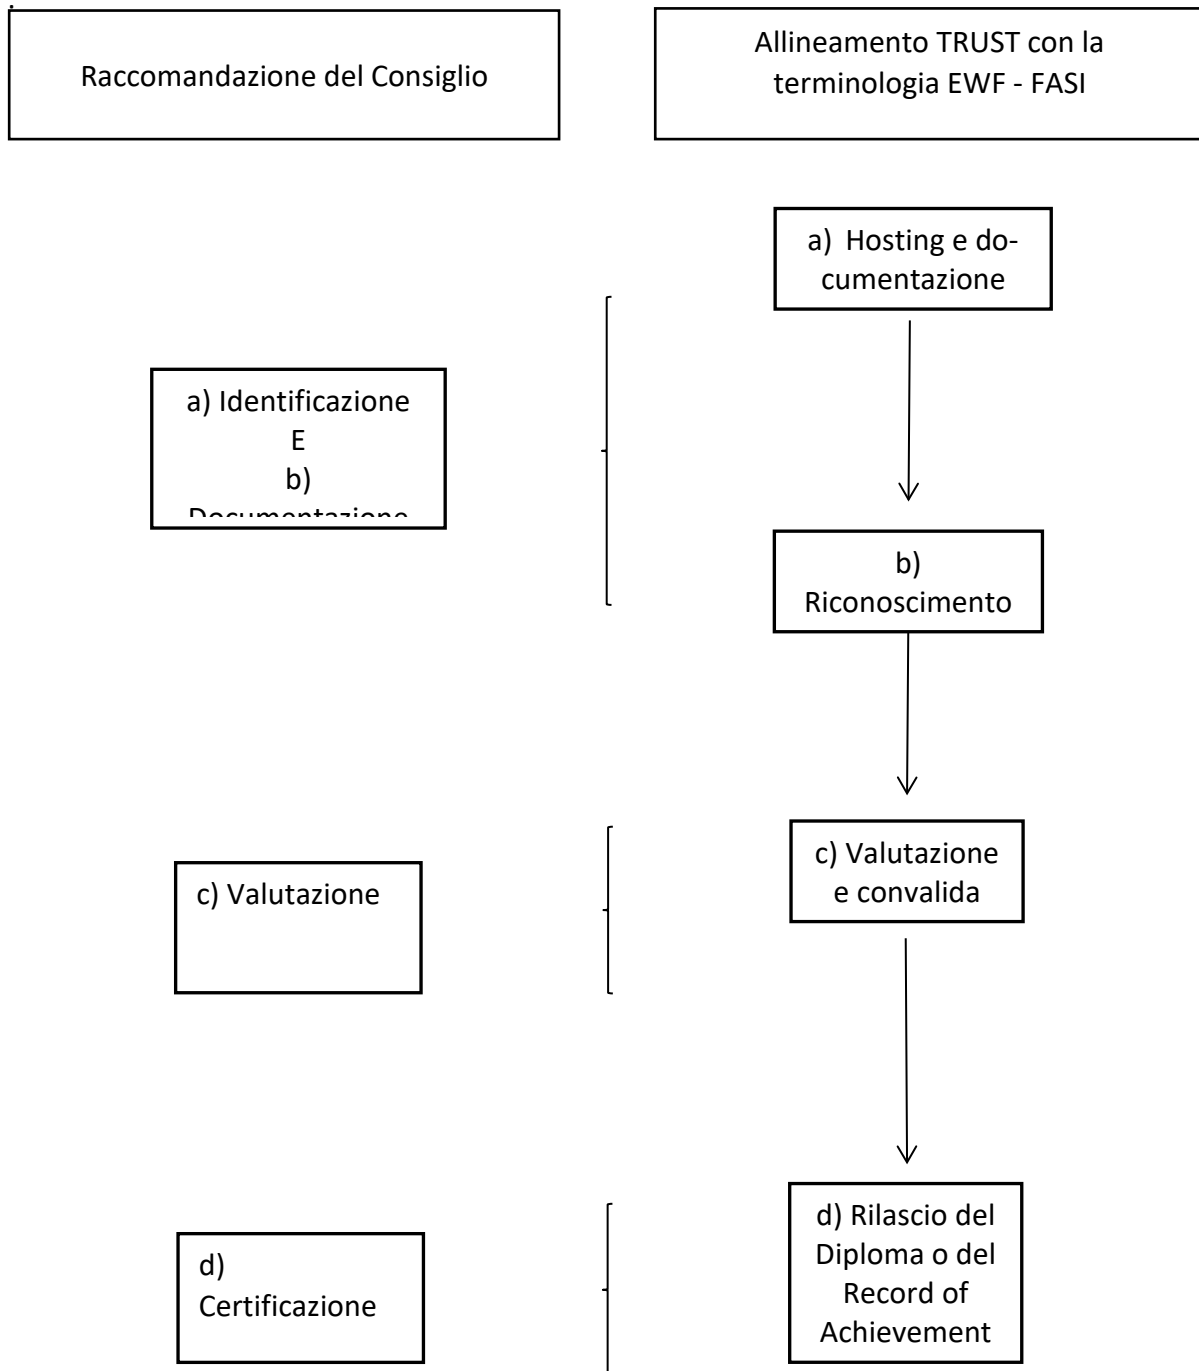 Raccomandazione del Consiglio
Allineamento TRUST con la
terminologia EWF - FASI
a) Hosting e do-
cumentazione
a) Identificazione
E
b)
Documentazione
b)
Riconoscimento
c) Valutazione
e convalida
c) Valutazione
d) Rilascio del
Diploma o del
Record of
Achievement
d)
Certificazione